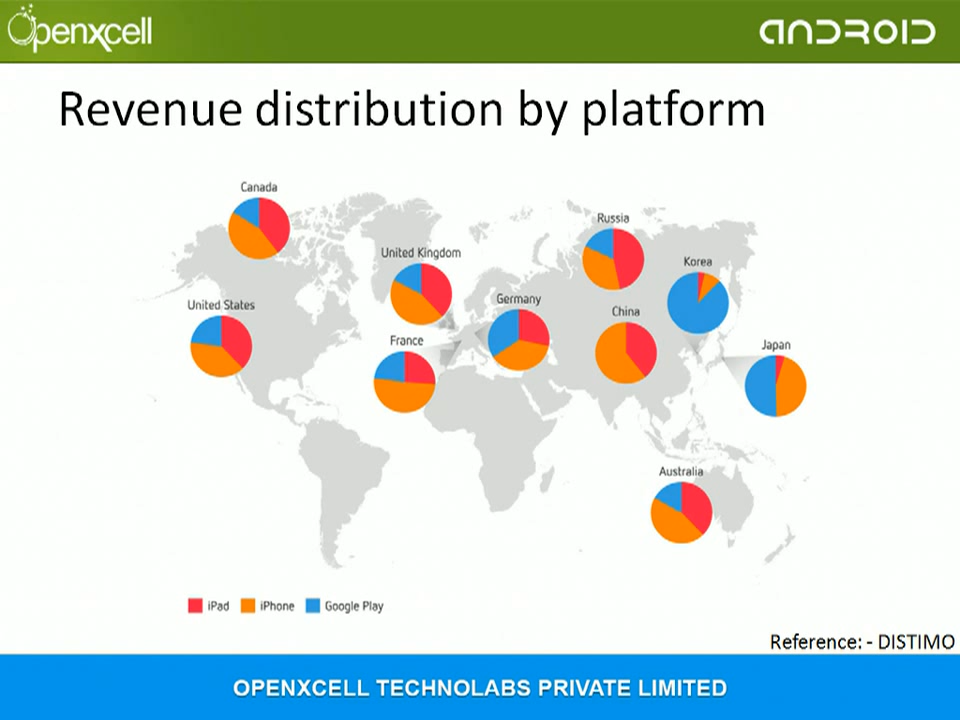 Openxcell
ANDROID
Revenue distribution by platform
Canada
Russia
United Kingdom
Korea
United States
Germany
China
France
Japan
Australia
iPad
iPhone
Google Play
Reference: - DISTIMO
OPENXCELL TECHNOLABS PRIVATE LIMITED